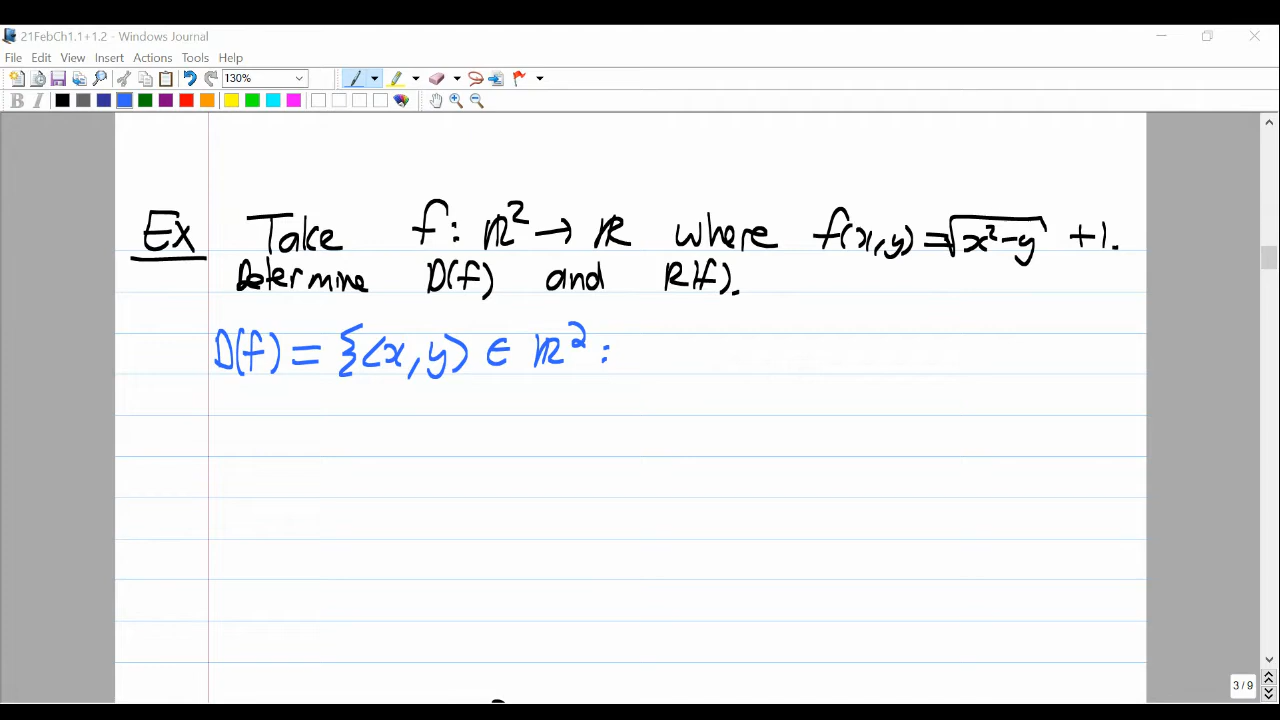 21FebCh1.1+1.2 - Windows Journal
File Edit View Insert Actions Tools Help
130%
B I
Ex Take f: ℝ² → ℝ where f(x,y) = √(x²-y) + 1.
Determine D(f) and R(f).
D(f) = {<x,y> ∈ ℝ² :
3 / 9